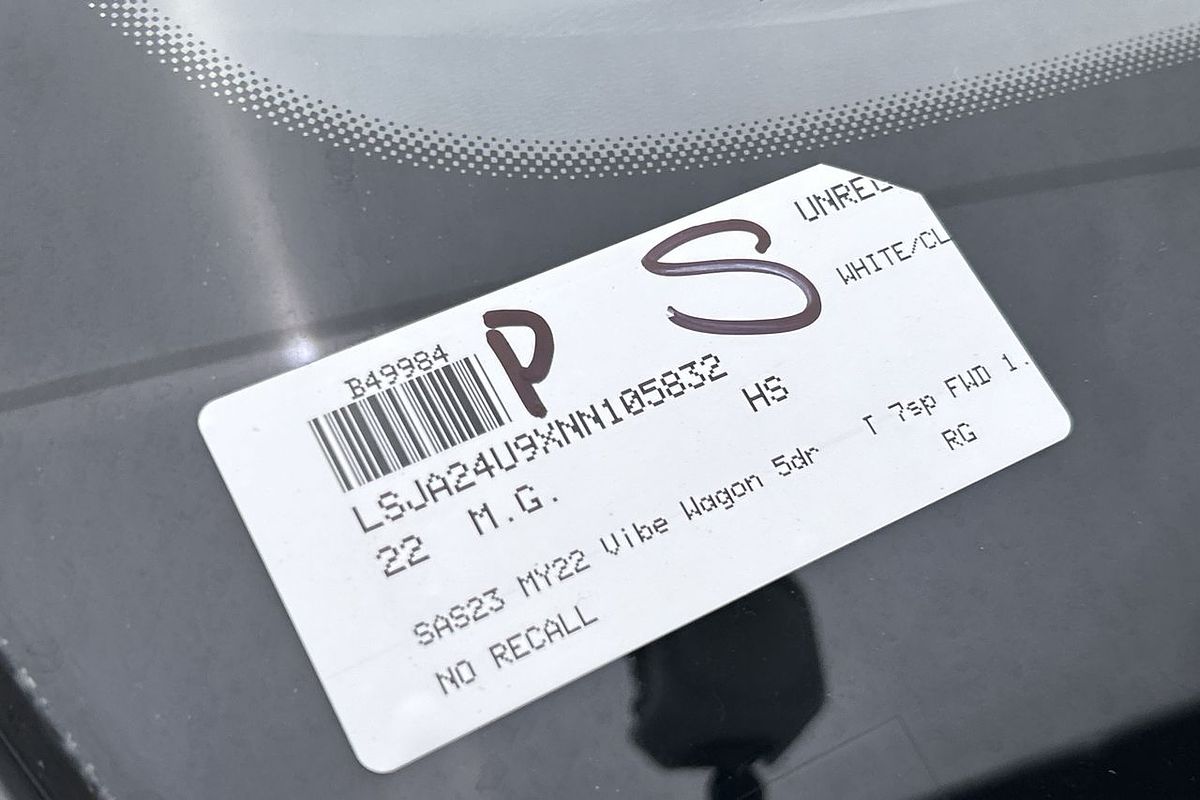 UNREG
P S
WHITE/CL
B49984
LSJA24U9XNN105832
22 M.G. HS
SAS23 MY22 Vibe Wagon 5dr T 7sp FWD 1.
RG
NO RECALL